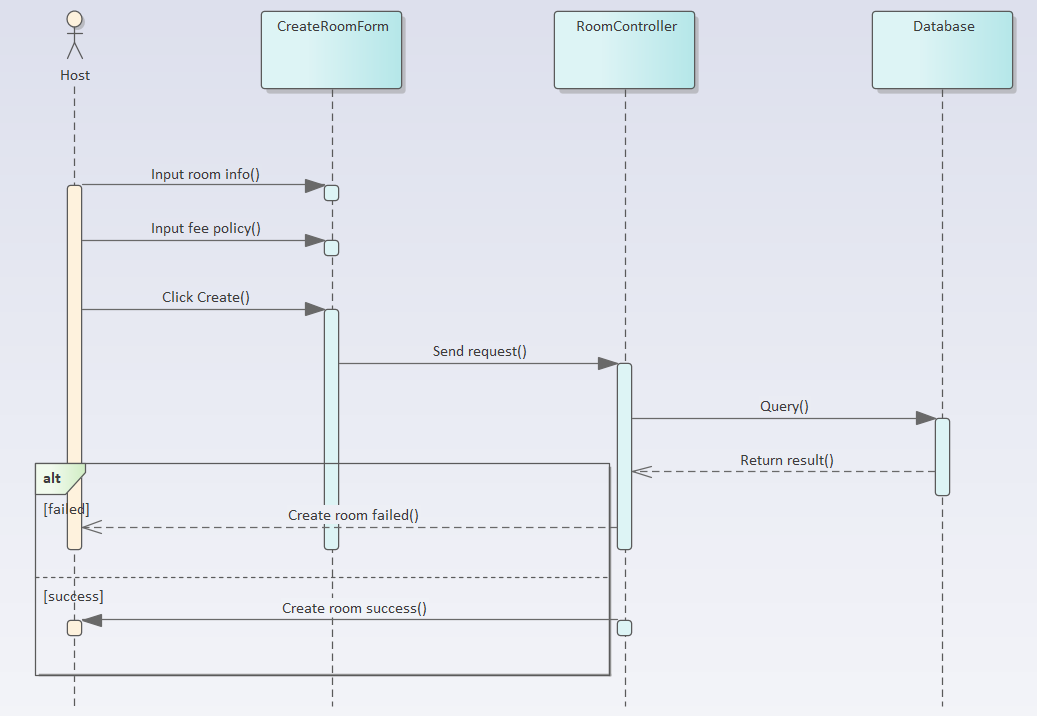 Host
CreateRoomForm
RoomController
Database
Input room info()
Input fee policy()
Click Create()
Send request()
Query()
Return result()
alt
[failed]
Create room failed()
[success]
Create room success()